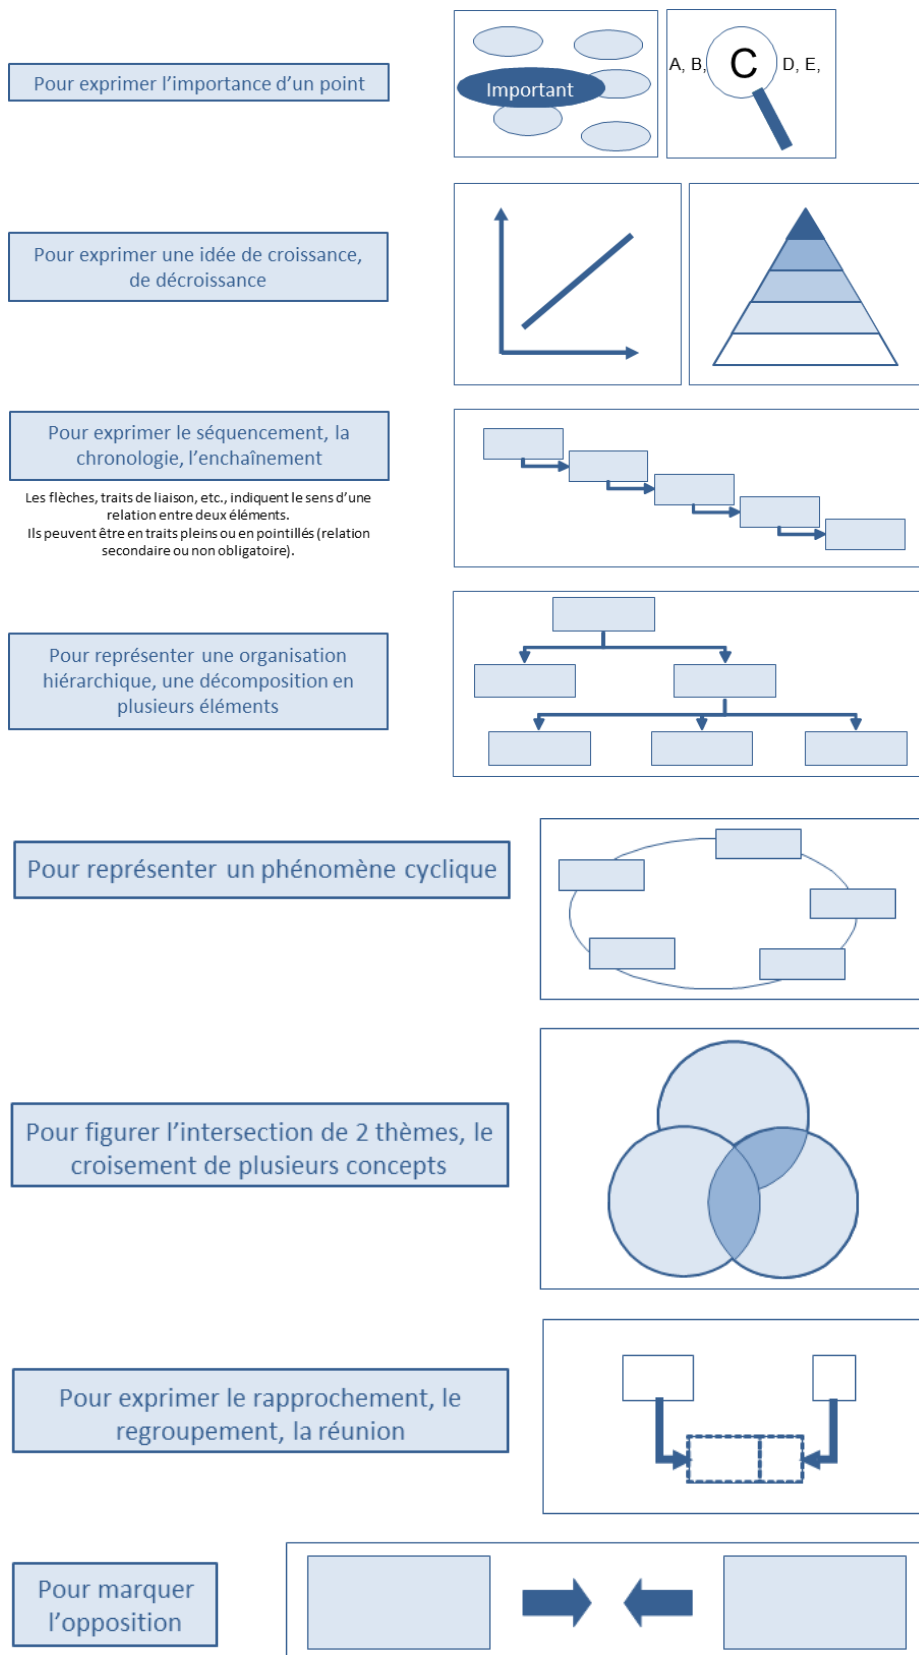 Pour exprimer l'importance d'un point
Important
A, B,
C
D, E,
Pour exprimer une idée de croissance,
de décroissance
Pour exprimer le séquencement, la
chronologie, l'enchaînement
Les flèches, traits de liaison, etc., indiquent le sens d'une
relation entre deux éléments.
Ils peuvent être en traits pleins ou en pointillés (relation
secondaire ou non obligatoire).
Pour représenter une organisation
hiérarchique, une décomposition en
plusieurs éléments
Pour représenter un phénomène cyclique
Pour figurer l'intersection de 2 thèmes, le
croisement de plusieurs concepts
Pour exprimer le rapprochement, le
regroupement, la réunion
Pour marquer
l'opposition